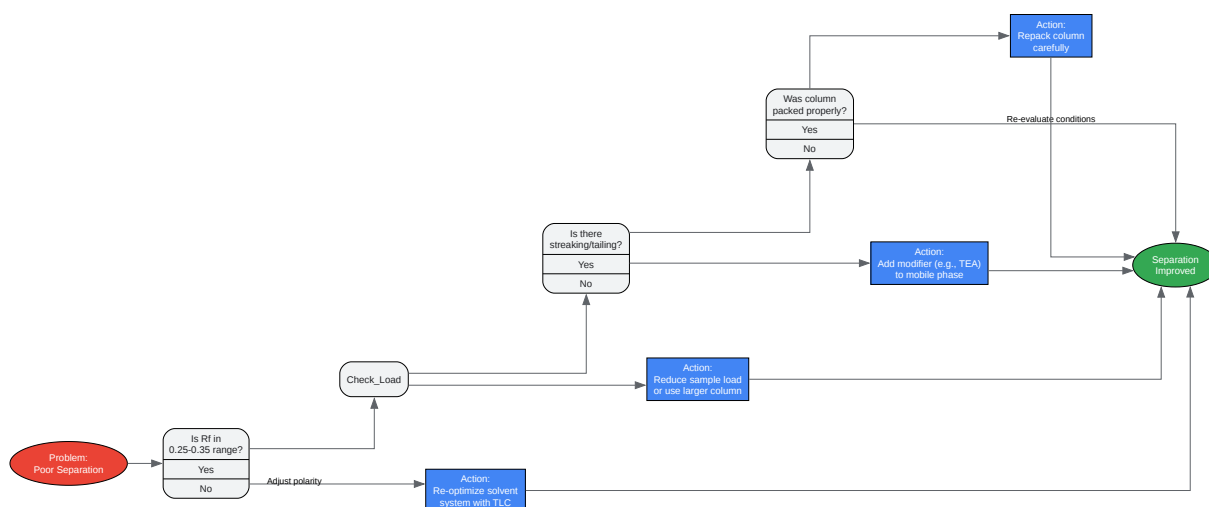 Action:
Repack column
carefully
Was column
packed properly?
Yes
No
Re-evaluate conditions
Is there
streaking/tailing?
Yes
No
Action:
Add modifier (e.g., TEA)
to mobile phase
Separation
Improved
Check_Load
Action:
Reduce sample load
or use larger column
Problem:
Poor Separation
Is Rf in
0.25-0.35 range?
Yes
No
Adjust polarity
Action:
Re-optimize solvent
system with TLC